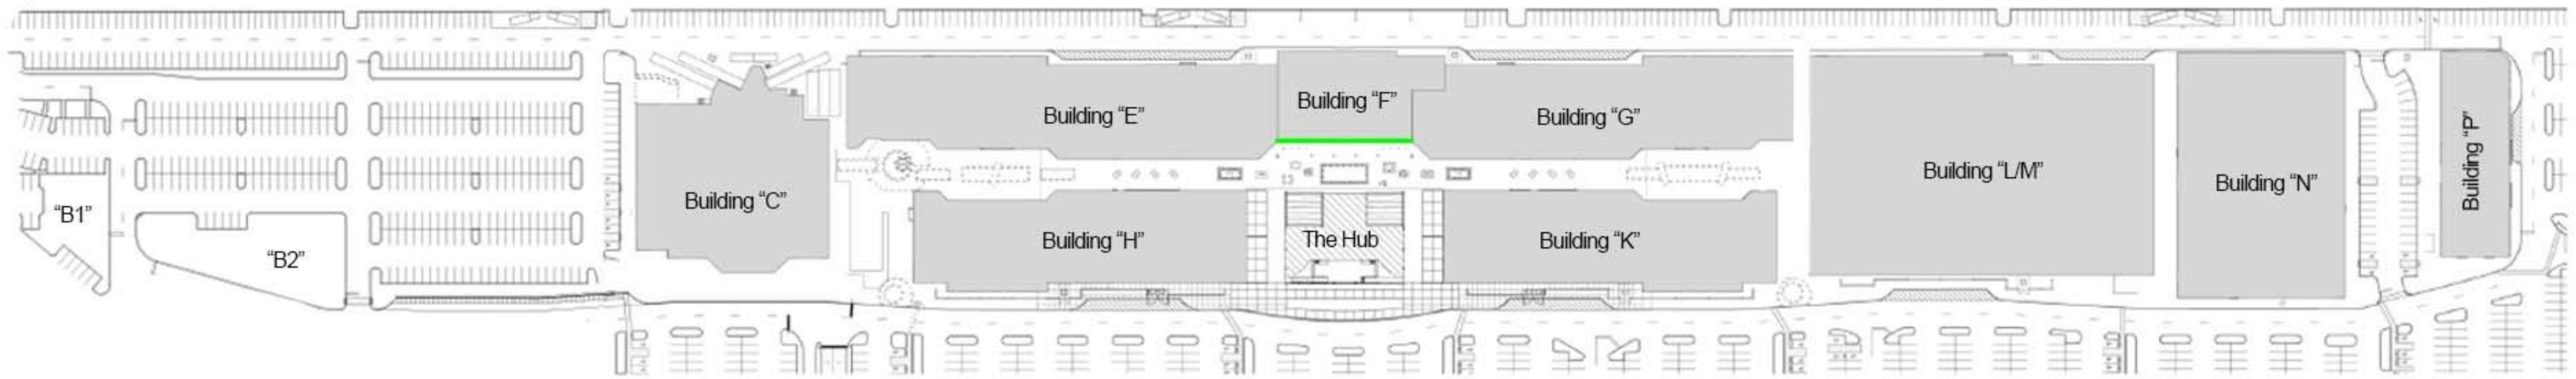 “B1”
“B2”
Building “C”
Building “E”
Building “F”
Building “G”
Building “H”
The Hub
Building “K”
Building “L/M”
Building “N”
Building “P”